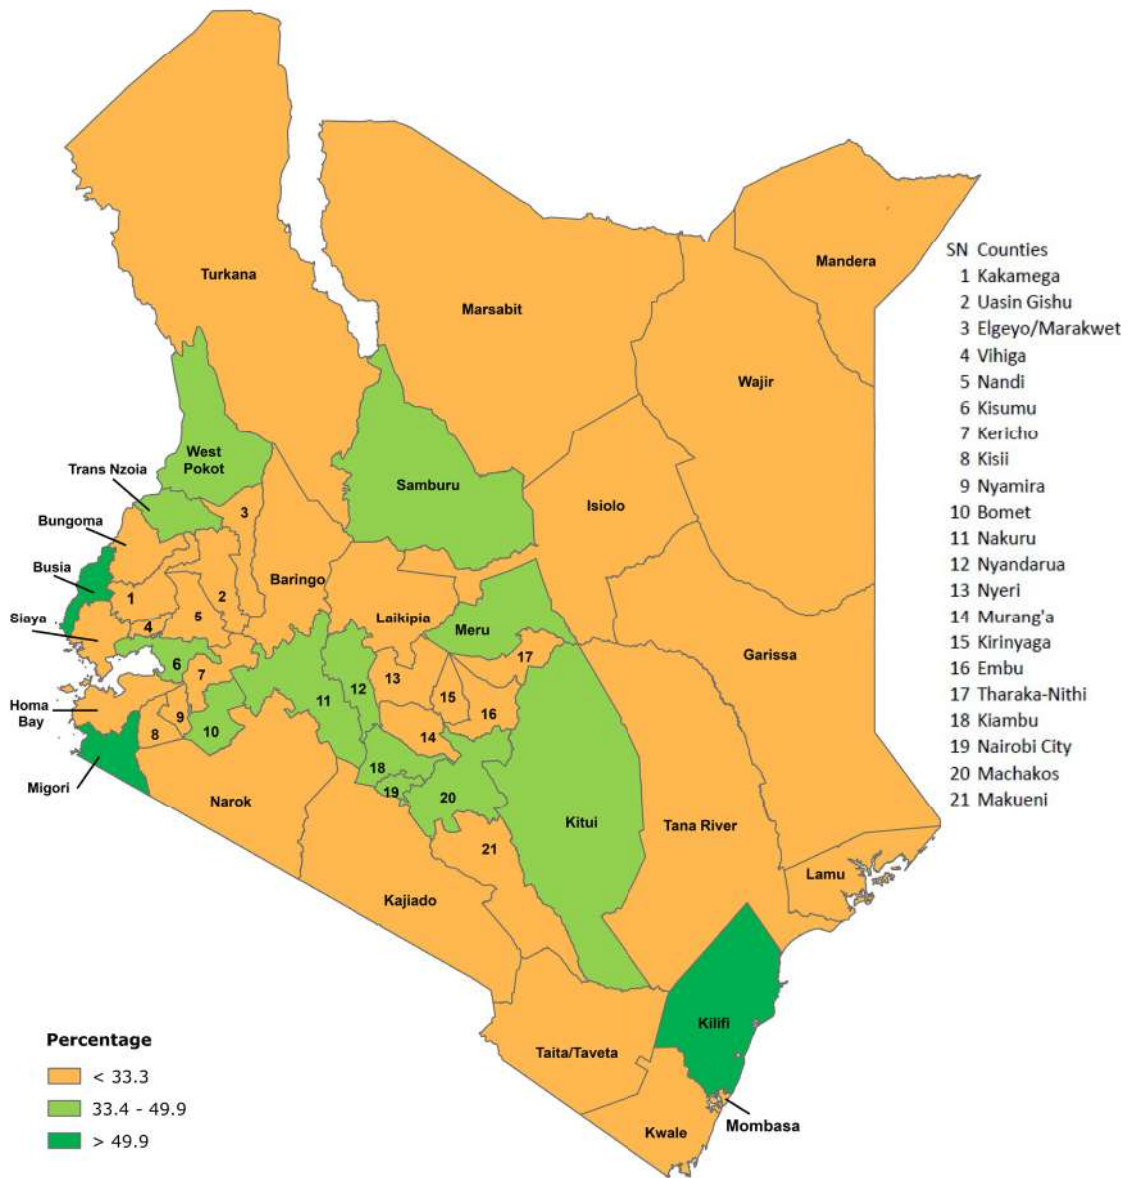 Turkana
Marsabit
Mandera
Wajir
West
Pokot
Trans Nzoia
Samburu
Isiolo
Bungoma
3
Busia
Baringo
1
2
Siaya
4
5
Laikipia
Meru
Garissa
6
7
17
13
12
15
16
Homa
Bay
8
9
10
11
14
Migori
18
19
20
Narok
Kitui
Tana River
21
Lamu
Kajiado
Kilifi
Taita/Taveta
Kwale
Mombasa
SN Counties
1 Kakamega
2 Uasin Gishu
3 Elgeyo/Marakwet
4 Vihiga
5 Nandi
6 Kisumu
7 Kericho
8 Kisii
9 Nyamira
10 Bomet
11 Nakuru
12 Nyandarua
13 Nyeri
14 Murang'a
15 Kirinyaga
16 Embu
17 Tharaka-Nithi
18 Kiambu
19 Nairobi City
20 Machakos
21 Makueni
Percentage
< 33.3
33.4 - 49.9
> 49.9